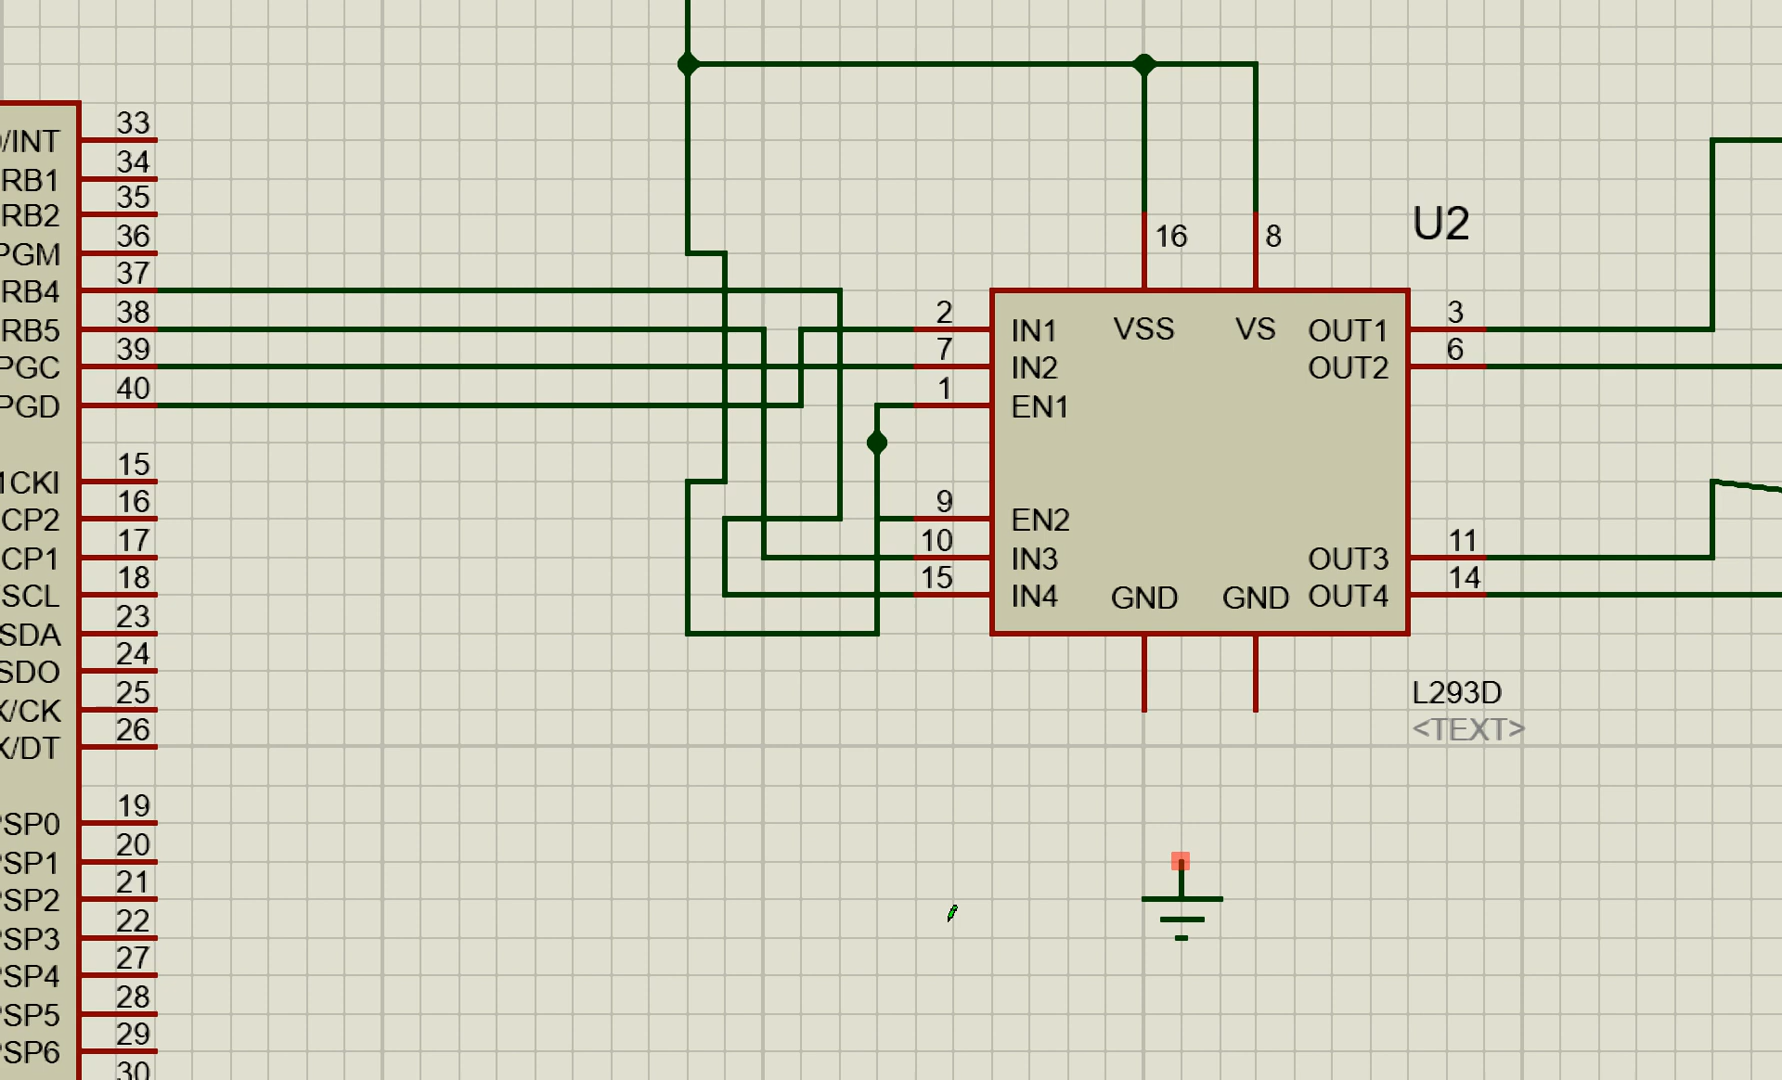 33
/INT
34
RB1
35
RB2
36
PGM
37
RB4
38
RB5
39
PGC
40
PGD
15
1CKI
16
CP2
17
CP1
18
SCL
23
SDA
24
SDO
25
X/CK
26
X/DT
19
PSP0
20
PSP1
21
PSP2
22
PSP3
27
PSP4
28
PSP5
29
PSP6
30
U2
16 8
2 3
IN1 VSS VS OUT1
7 6
IN2 OUT2
1
EN1
9
EN2
10 11
IN3 OUT3
15 14
IN4 GND GND OUT4
L293D
<TEXT>